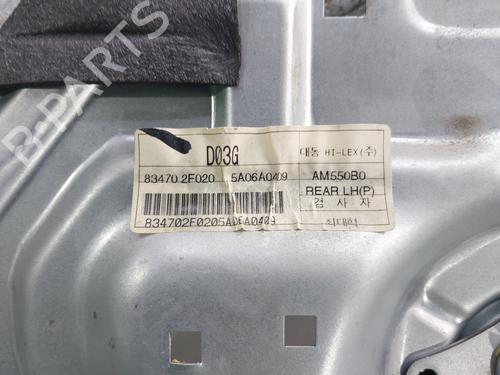 B-PARTS
D03G
대동 HI-LEX(주)
83470 2F020 5A06A0409
AM550B0
REAR LH(P)
834702F0205A06A0409
검 사 자